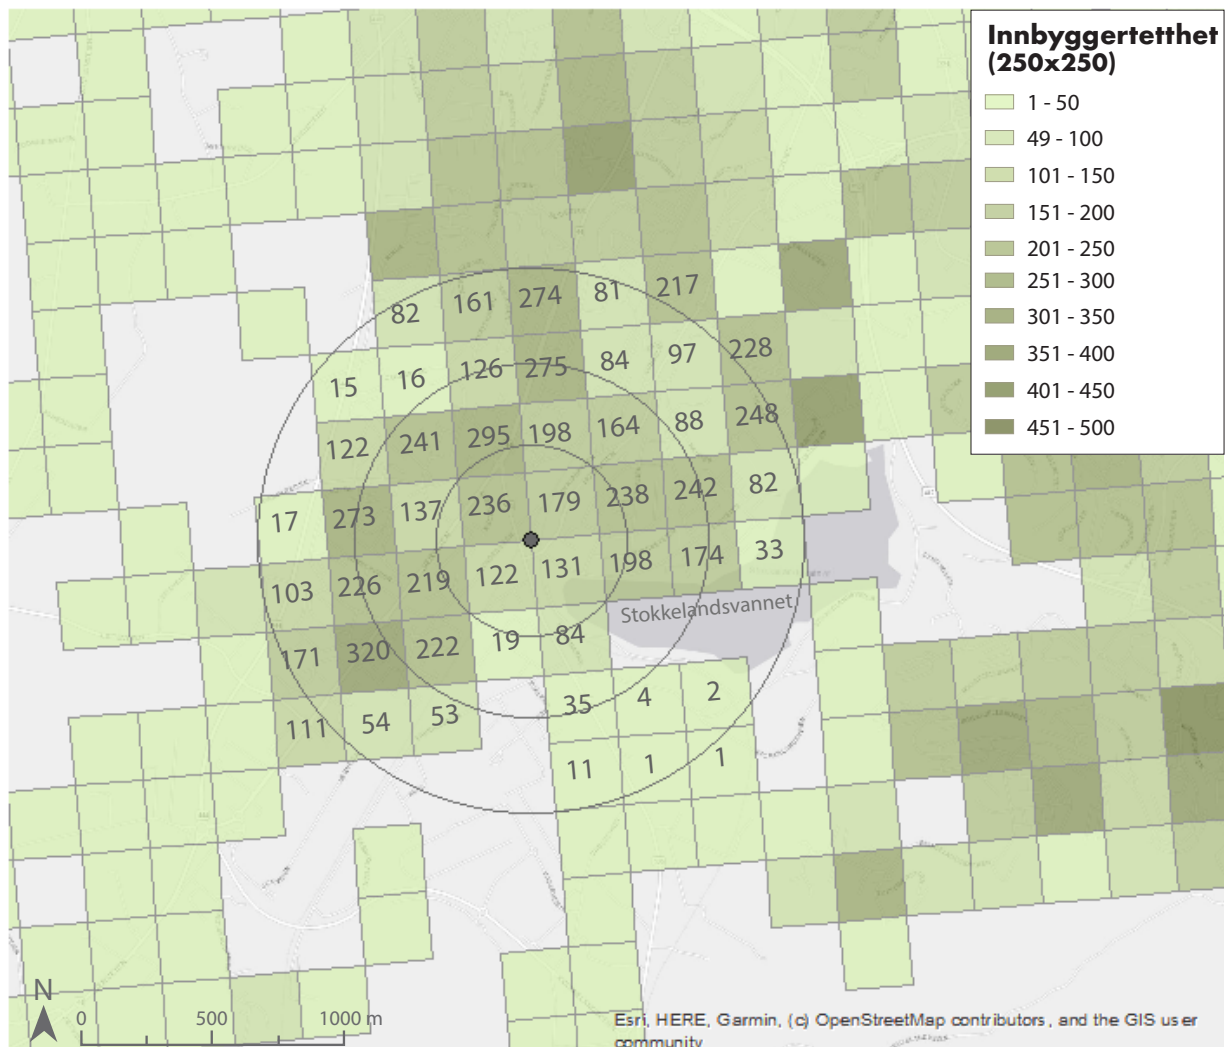 Innbyggertetthet
(250x250)
1 - 50
49 - 100
101 - 150
151 - 200
201 - 250
251 - 300
301 - 350
351 - 400
401 - 450
451 - 500
82 161 274 81 217
15 16 126 275 84 97 228
122 241 295 198 164 88 248
17 273 137 236 179 238 242 82
103 226 219 122 131 198 174 33
Stokkelandsvannet
171 320 222 19 84
111 54 53 35 4 2
11 1 1
N
0 500 1000 m
Esri, HERE, Garmin, (c) OpenStreetMap contributors, and the GIS user
community